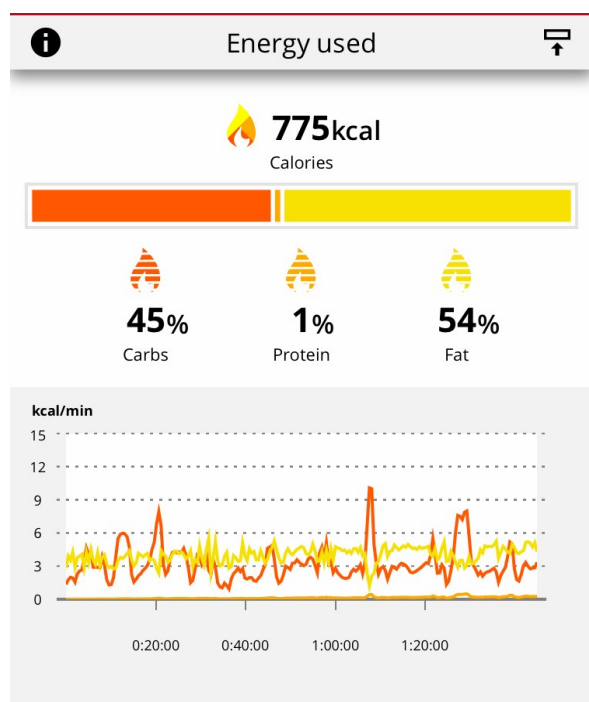 Energy used
775kcal
Calories
45% 1% 54%
Carbs Protein Fat
kcal/min
15
12
9
6
3
0
0:20:00 0:40:00 1:00:00 1:20:00